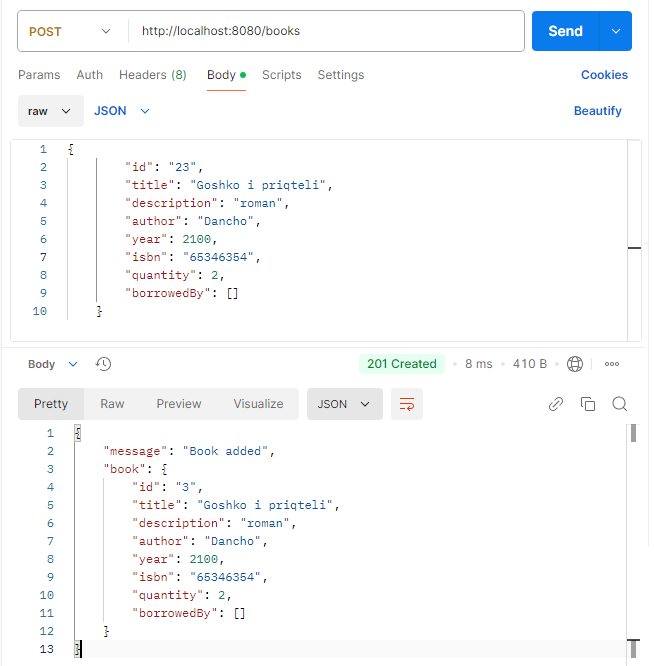 POST http://localhost:8080/books Send
Params Auth Headers (8) Body Scripts Settings Cookies
raw JSON Beautify
1 {
2 "id": "23",
3 "title": "Goshko i priqteli",
4 "description": "roman",
5 "author": "Dancho",
6 "year": 2100,
7 "isbn": "65346354",
8 "quantity": 2,
9 "borrowedBy": []
10 }
Body 201 Created 8 ms 410 B
Pretty Raw Preview Visualize JSON
1 {
2 "message": "Book added",
3 "book": {
4 "id": "3",
5 "title": "Goshko i priqteli",
6 "description": "roman",
7 "author": "Dancho",
8 "year": 2100,
9 "isbn": "65346354",
10 "quantity": 2,
11 "borrowedBy": []
12 }
13 }